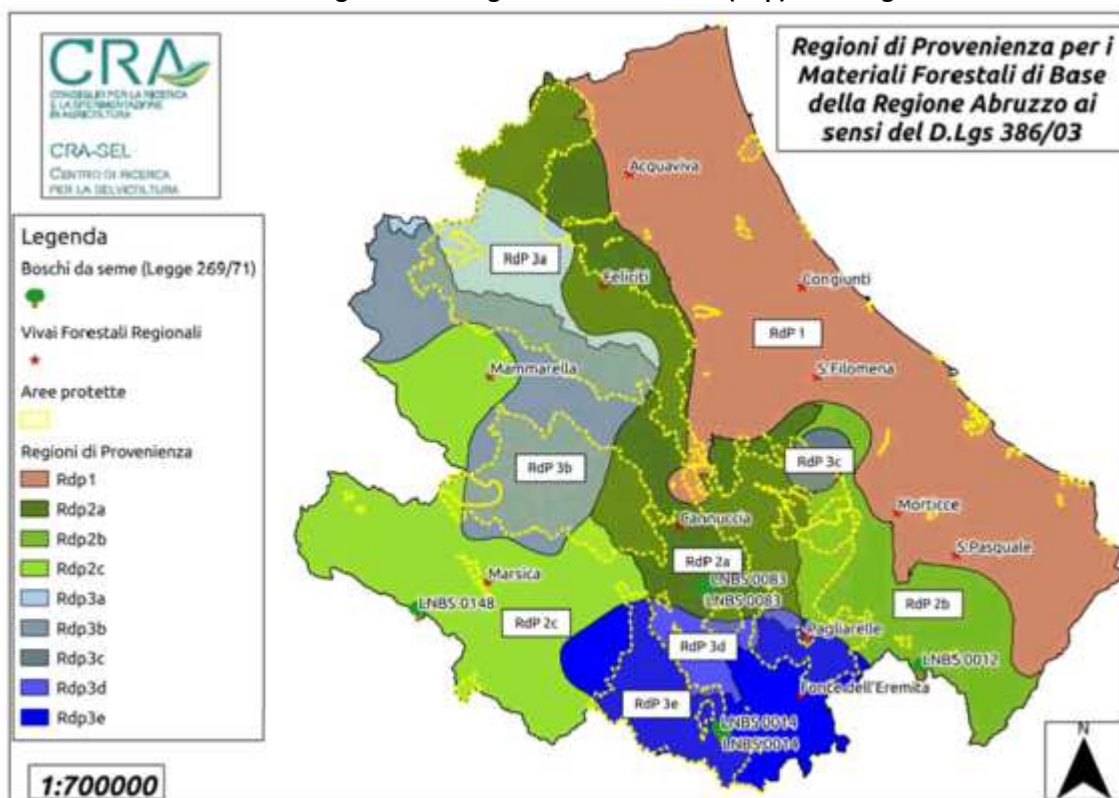 CRA
CONSIGLIO PER LA RICERCA
E LA SPERIMENTAZIONE
IN AGRICOLTURA
CRA-SEL
CENTRO DI RICERCA
PER LA SELVICOLTURA
Regioni di Provenienza per i
Materiali Forestali di Base
della Regione Abruzzo ai
sensi del D.Lgs 386/03
Legenda
Boschi da seme (Legge 269/71)
Vivai Forestali Regionali
Aree protette
Regioni di Provenienza
Rdp1
Rdp2a
Rdp2b
Rdp2c
Rdp3a
Rdp3b
Rdp3c
Rdp3d
Rdp3e
1:700000
Acquaviva
RdP 3a
Feliciti
Congiunti
RdP 1
Mammarella
S.Filomena
RdP 3b
RdP 3c
Cannuccia
Morticce
S.Pasquale
RdP 2a
Marsica
LNBS 0083
LNBS 0083
LNBS 0148
RdP 2c
RdP 2b
Pagliarelle
RdP 3d
LNBS 0012
Fonte dell'Eremita
RdP 3e
LNBS 0014
LNBS 0014
N